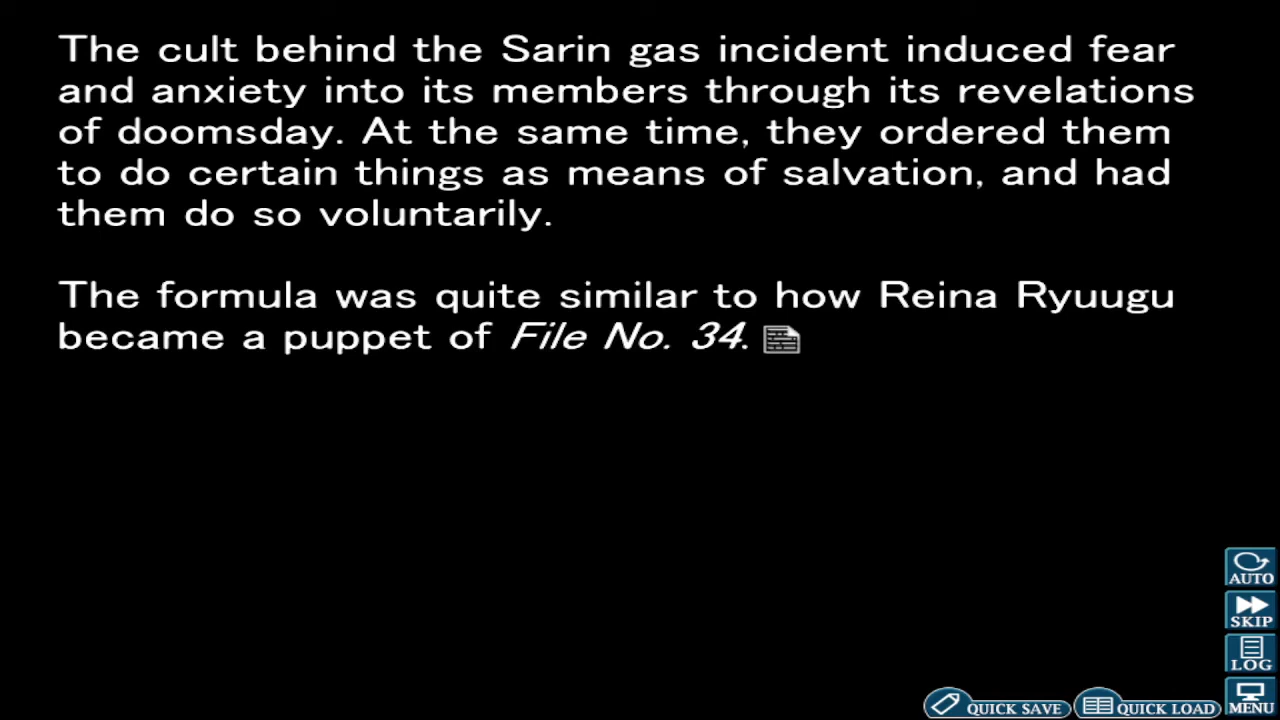 The cult behind the Sarin gas incident induced fear
and anxiety into its members through its revelations
of doomsday. At the same time, they ordered them
to do certain things as means of salvation, and had
them do so voluntarily.
The formula was quite similar to how Reina Ryuugu
became a puppet of File No. 34.
AUTO
SKIP
LOG
MENU
QUICK SAVE
QUICK LOAD